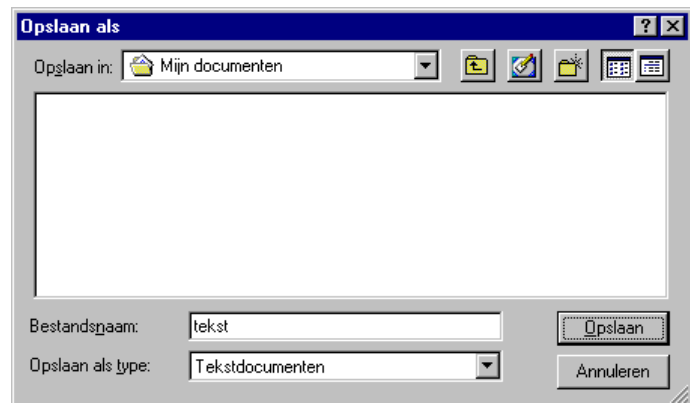 Opslaan als
Opslaan in: Mijn documenten
Bestandsnaam: tekst Opslaan
Opslaan als type: Tekstdocumenten Annuleren